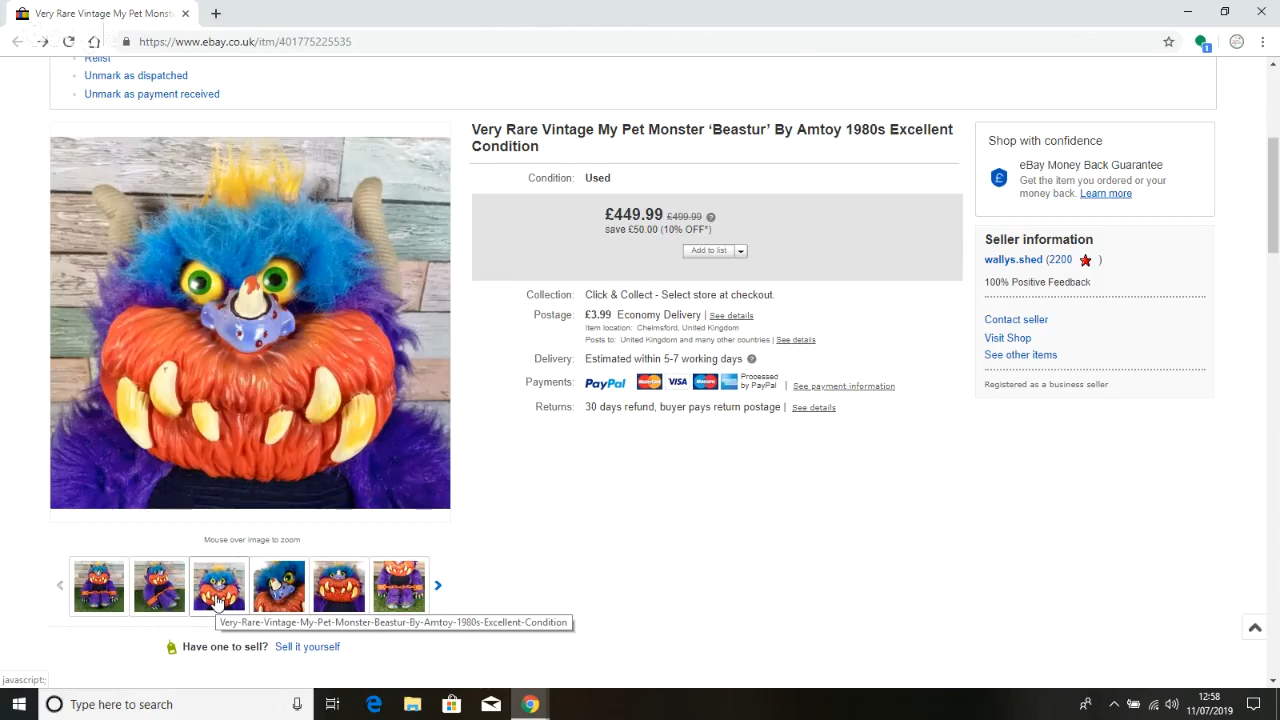 Very Rare Vintage My Pet Monst
https://www.ebay.co.uk/itm/401775225535
1
Relist
Unmark as dispatched
Unmark as payment received
Very Rare Vintage My Pet Monster ‘Beastur’ By Amtoy 1980s Excellent
Condition
Condition: Used
£449.99 £499.99
save £50.00 (10% OFF*)
Add to list
Collection: Click & Collect - Select store at checkout.
Postage: £3.99 Economy Delivery | See details
Item location: Chelmsford, United Kingdom
Posts to: United Kingdom and many other countries | See details
Delivery: Estimated within 5-7 working days
Payments: PayPal MasterCard VISA Maestro Processed by PayPal | See payment information
Returns: 30 days refund, buyer pays return postage | See details
Shop with confidence
eBay Money Back Guarantee
Get the item you ordered or your
money back. Learn more
Seller information
wallys.shed (2200 )
100% Positive Feedback
Contact seller
Visit Shop
See other items
Registered as a business seller
Mouse over image to zoom
Very-Rare-Vintage-My-Pet-Monster-Beastur-By-Amtoy-1980s-Excellent-Condition
Have one to sell? Sell it yourself
javascript:;
Type here to search
12:58
11/07/2019